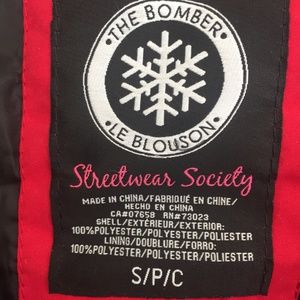 THE BOMBER
LE BLOUSON
Streetwear Society
MADE IN CHINA/FABRIQUÉ EN CHINE/
HECHO EN CHINA
CA#07658 RN#73023
SHELL/EXTÉRIEUR/EXTERIOR:
100%POLYESTER/POLYESTER/POLIESTER
LINING/DOUBLURE/FORRO:
100%POLYESTER/POLYESTER/POLIESTER
S/P/C